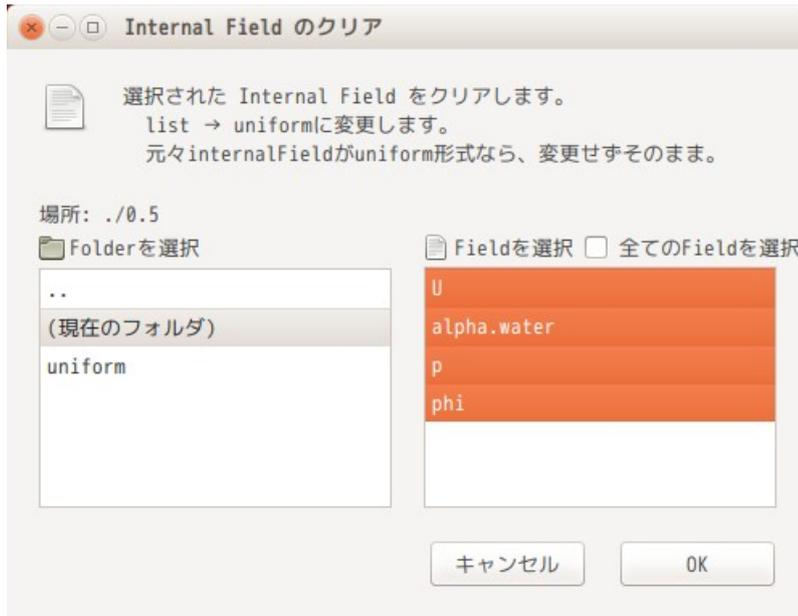 Internal Field のクリア
選択された Internal Field をクリアします。
list → uniformに変更します。
元々internalFieldがuniform形式なら、変更せずそのまま。
場所: ./0.5
Folderを選択
Fieldを選択 全てのFieldを選択
..
(現在のフォルダ)
uniform
U
alpha.water
p
phi
キャンセル OK